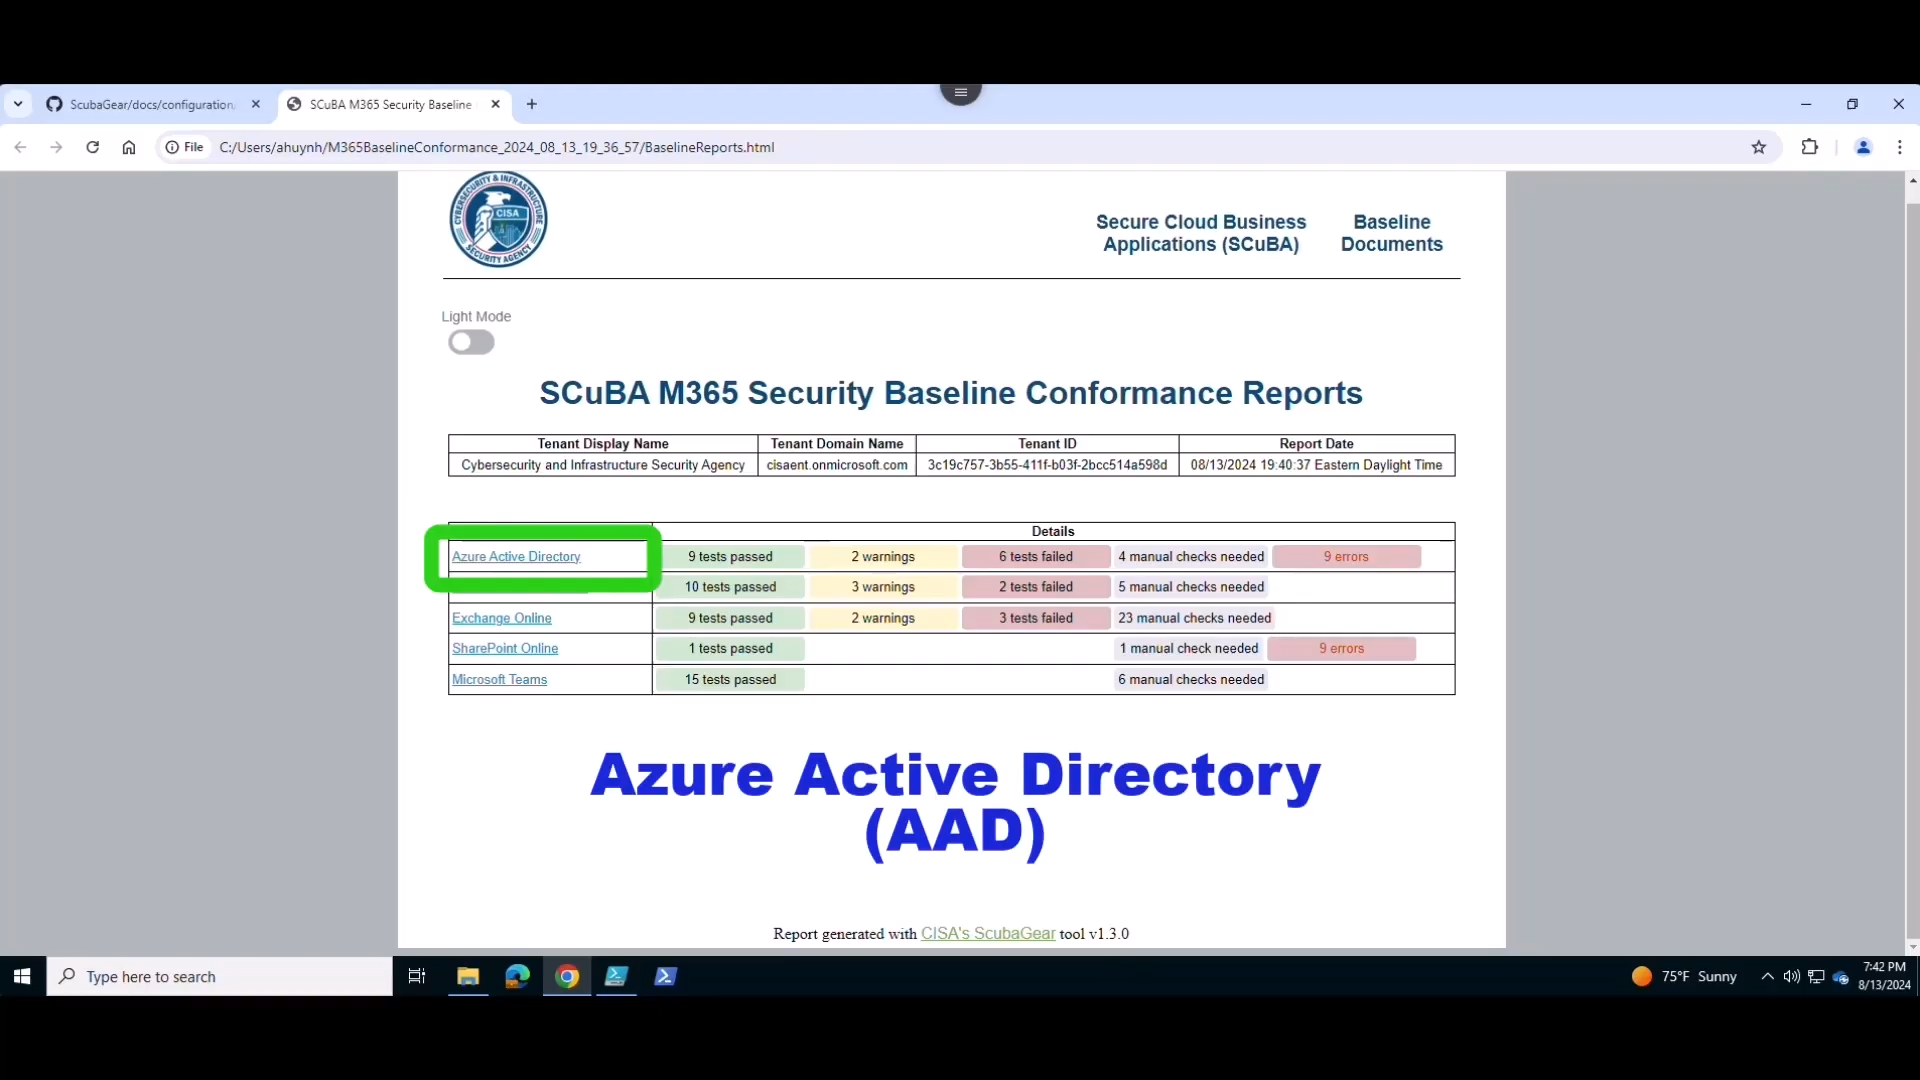 ScubaGear/docs/configuration
SCuBA M365 Security Baseline
File
C:/Users/ahuynh/M365BaselineConformance_2024_08_13_19_36_57/BaselineReports.html
CYBERSECURITY & INFRASTRUCTURE
CISA
SECURITY AGENCY
Secure Cloud Business
Applications (SCuBA)
Baseline
Documents
Light Mode
SCuBA M365 Security Baseline Conformance Reports
Tenant Display Name Tenant Domain Name Tenant ID Report Date
Cybersecurity and Infrastructure Security Agency cisaent.onmicrosoft.com 3c19c757-3b55-411f-b03f-2bcc514a598d 08/13/2024 19:40:37 Eastern Daylight Time
Details
Azure Active Directory 9 tests passed 2 warnings 6 tests failed 4 manual checks needed 9 errors
10 tests passed 3 warnings 2 tests failed 5 manual checks needed
Exchange Online 9 tests passed 2 warnings 3 tests failed 23 manual checks needed
SharePoint Online 1 tests passed 1 manual check needed 9 errors
Microsoft Teams 15 tests passed 6 manual checks needed
Azure Active Directory
(AAD)
Report generated with CISA's ScubaGear tool v1.3.0
Type here to search
75°F Sunny
7:42 PM
8/13/2024